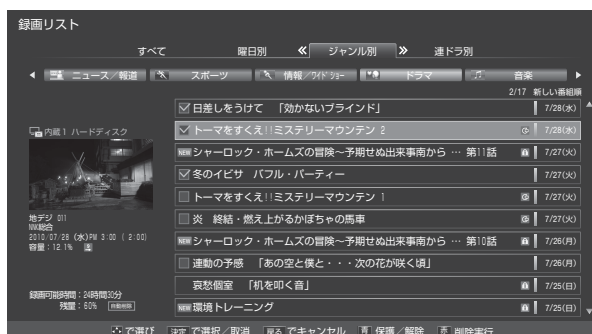 録画リスト
すべて 曜日別 ≪ ジャンル別 ≫ 連ドラ別
◀ ニュース/報道 スポーツ 情報/ワイドショー ドラマ 音楽 ▶
2/17 新しい番組順
日差しをうけて 「効かないブラインド」 7/28(水)
内蔵1 ハードディスク
トーマをすくえ!!ミステリーマウンテン 2 7/28(水)
NEW シャーロック・ホームズの冒険~予期せぬ出来事南から … 第11話 7/27(火)
冬のイビサ バフル・パーティー 7/27(火)
トーマをすくえ!!ミステリーマウンテン 1 7/27(火)
地デジ 011
NNK総合
2010/07/28 (水)PM 3:00 ( 2:00)
容量:12.1%
炎 終結・燃え上がるかぼちゃの馬車 7/27(火)
NEW シャーロック・ホームズの冒険~予期せぬ出来事南から … 第10話 7/26(月)
連動の予感 「あの空と僕と・・・次の花が咲く頃」 7/26(月)
哀愁個室 「机を叩く音」 7/25(日)
録画可能時間:24時間30分
残量:60% 自動削除
NEW 環境トレーニング 7/25(日)
で選び 決定 で選択/取消 戻る でキャンセル 青 保護/解除 赤 削除実行